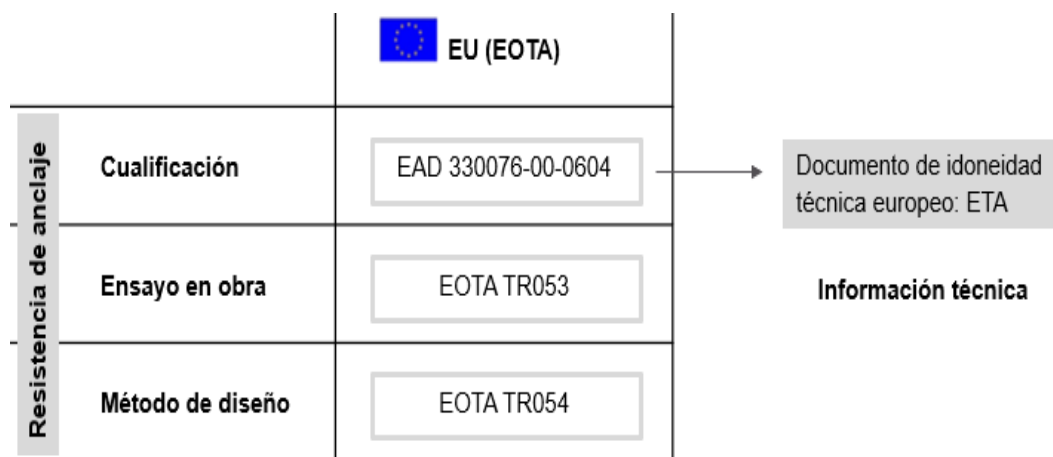 EU (EOTA)
Resistencia de anclaje
Cualificación
EAD 330076-00-0604
Documento de idoneidad
técnica europeo: ETA
Ensayo en obra
EOTA TR053
Información técnica
Método de diseño
EOTA TR054